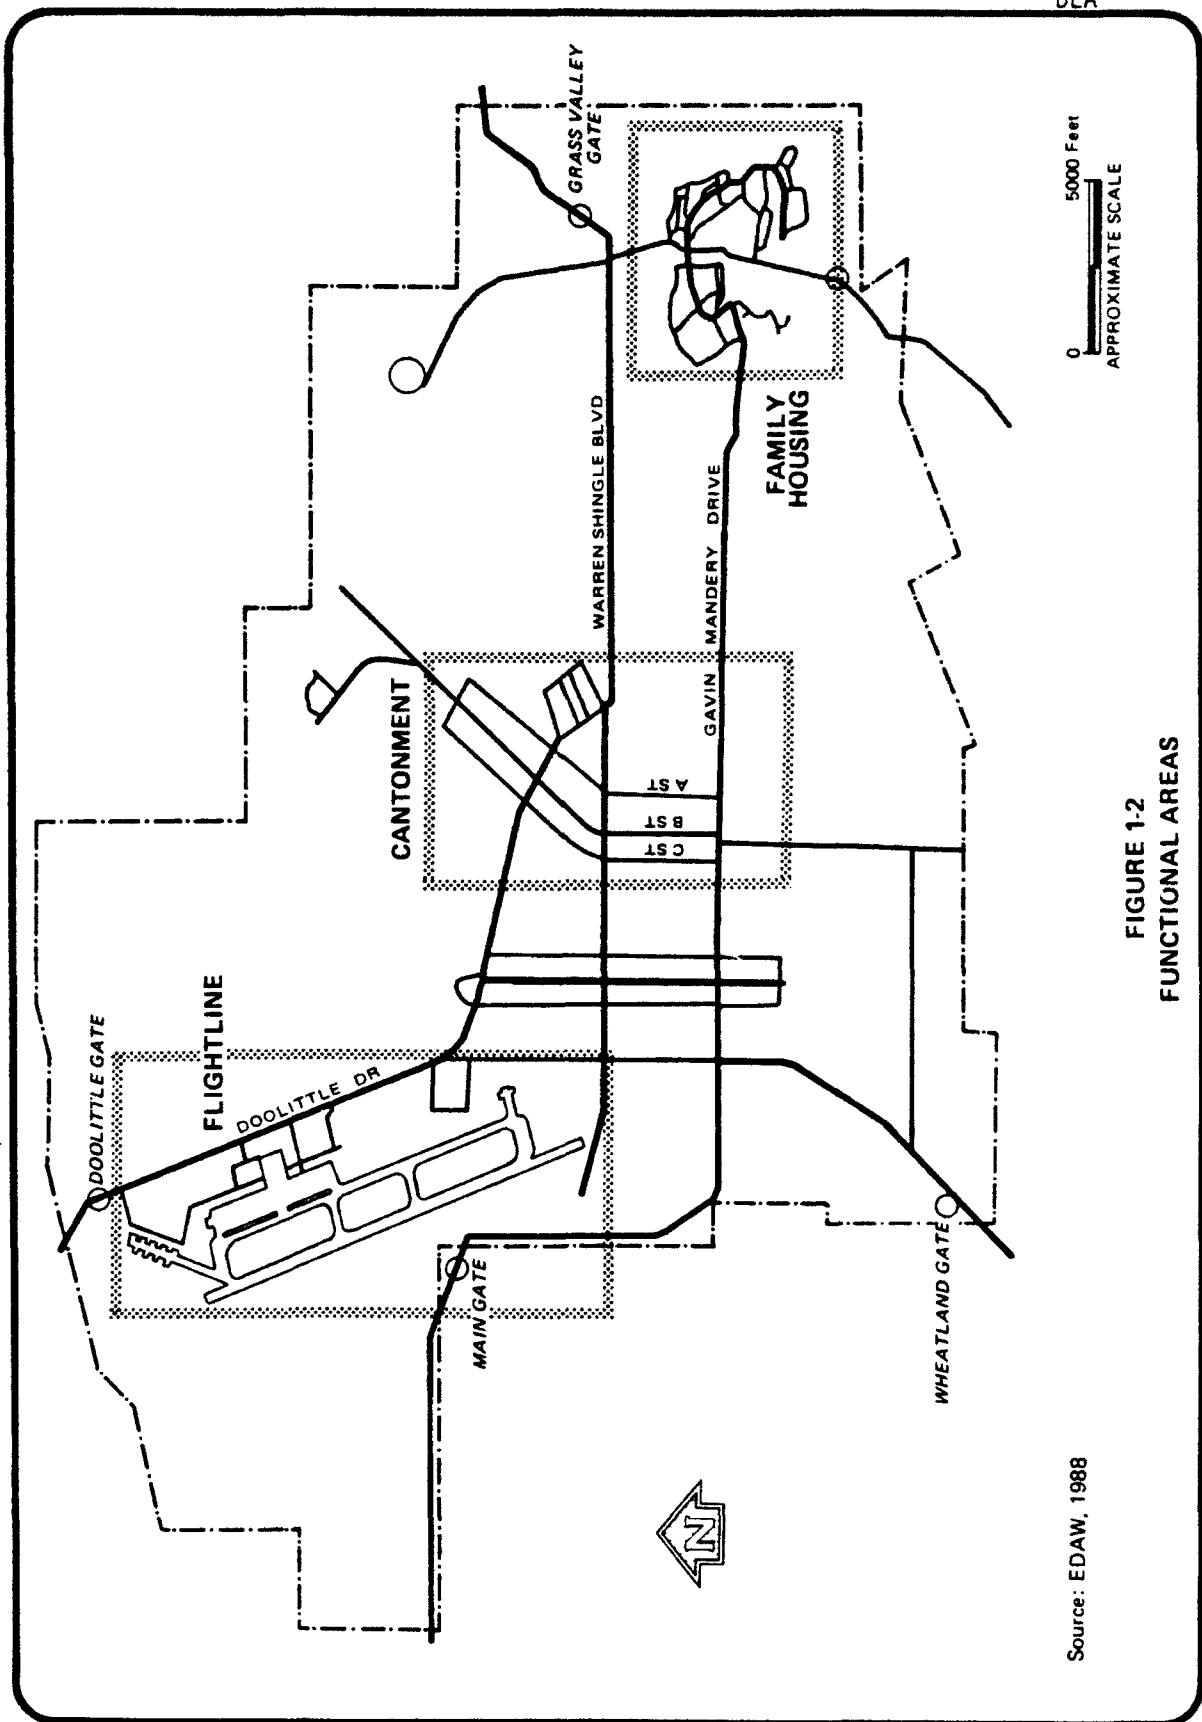 DOOLITTLE GATE
FLIGHTLINE
DOOLITTLE DR
MAIN GATE
CANTONMENT
C ST
B ST
A ST
WARREN SHINGLE BLVD
GAVIN MANDERY DRIVE
GRASS VALLEY
GATE
FAMILY
HOUSING
WHEATLAND GATE
N
0 5000 Feet
APPROXIMATE SCALE
Source: EDAW, 1988
FIGURE 1-2
FUNCTIONAL AREAS